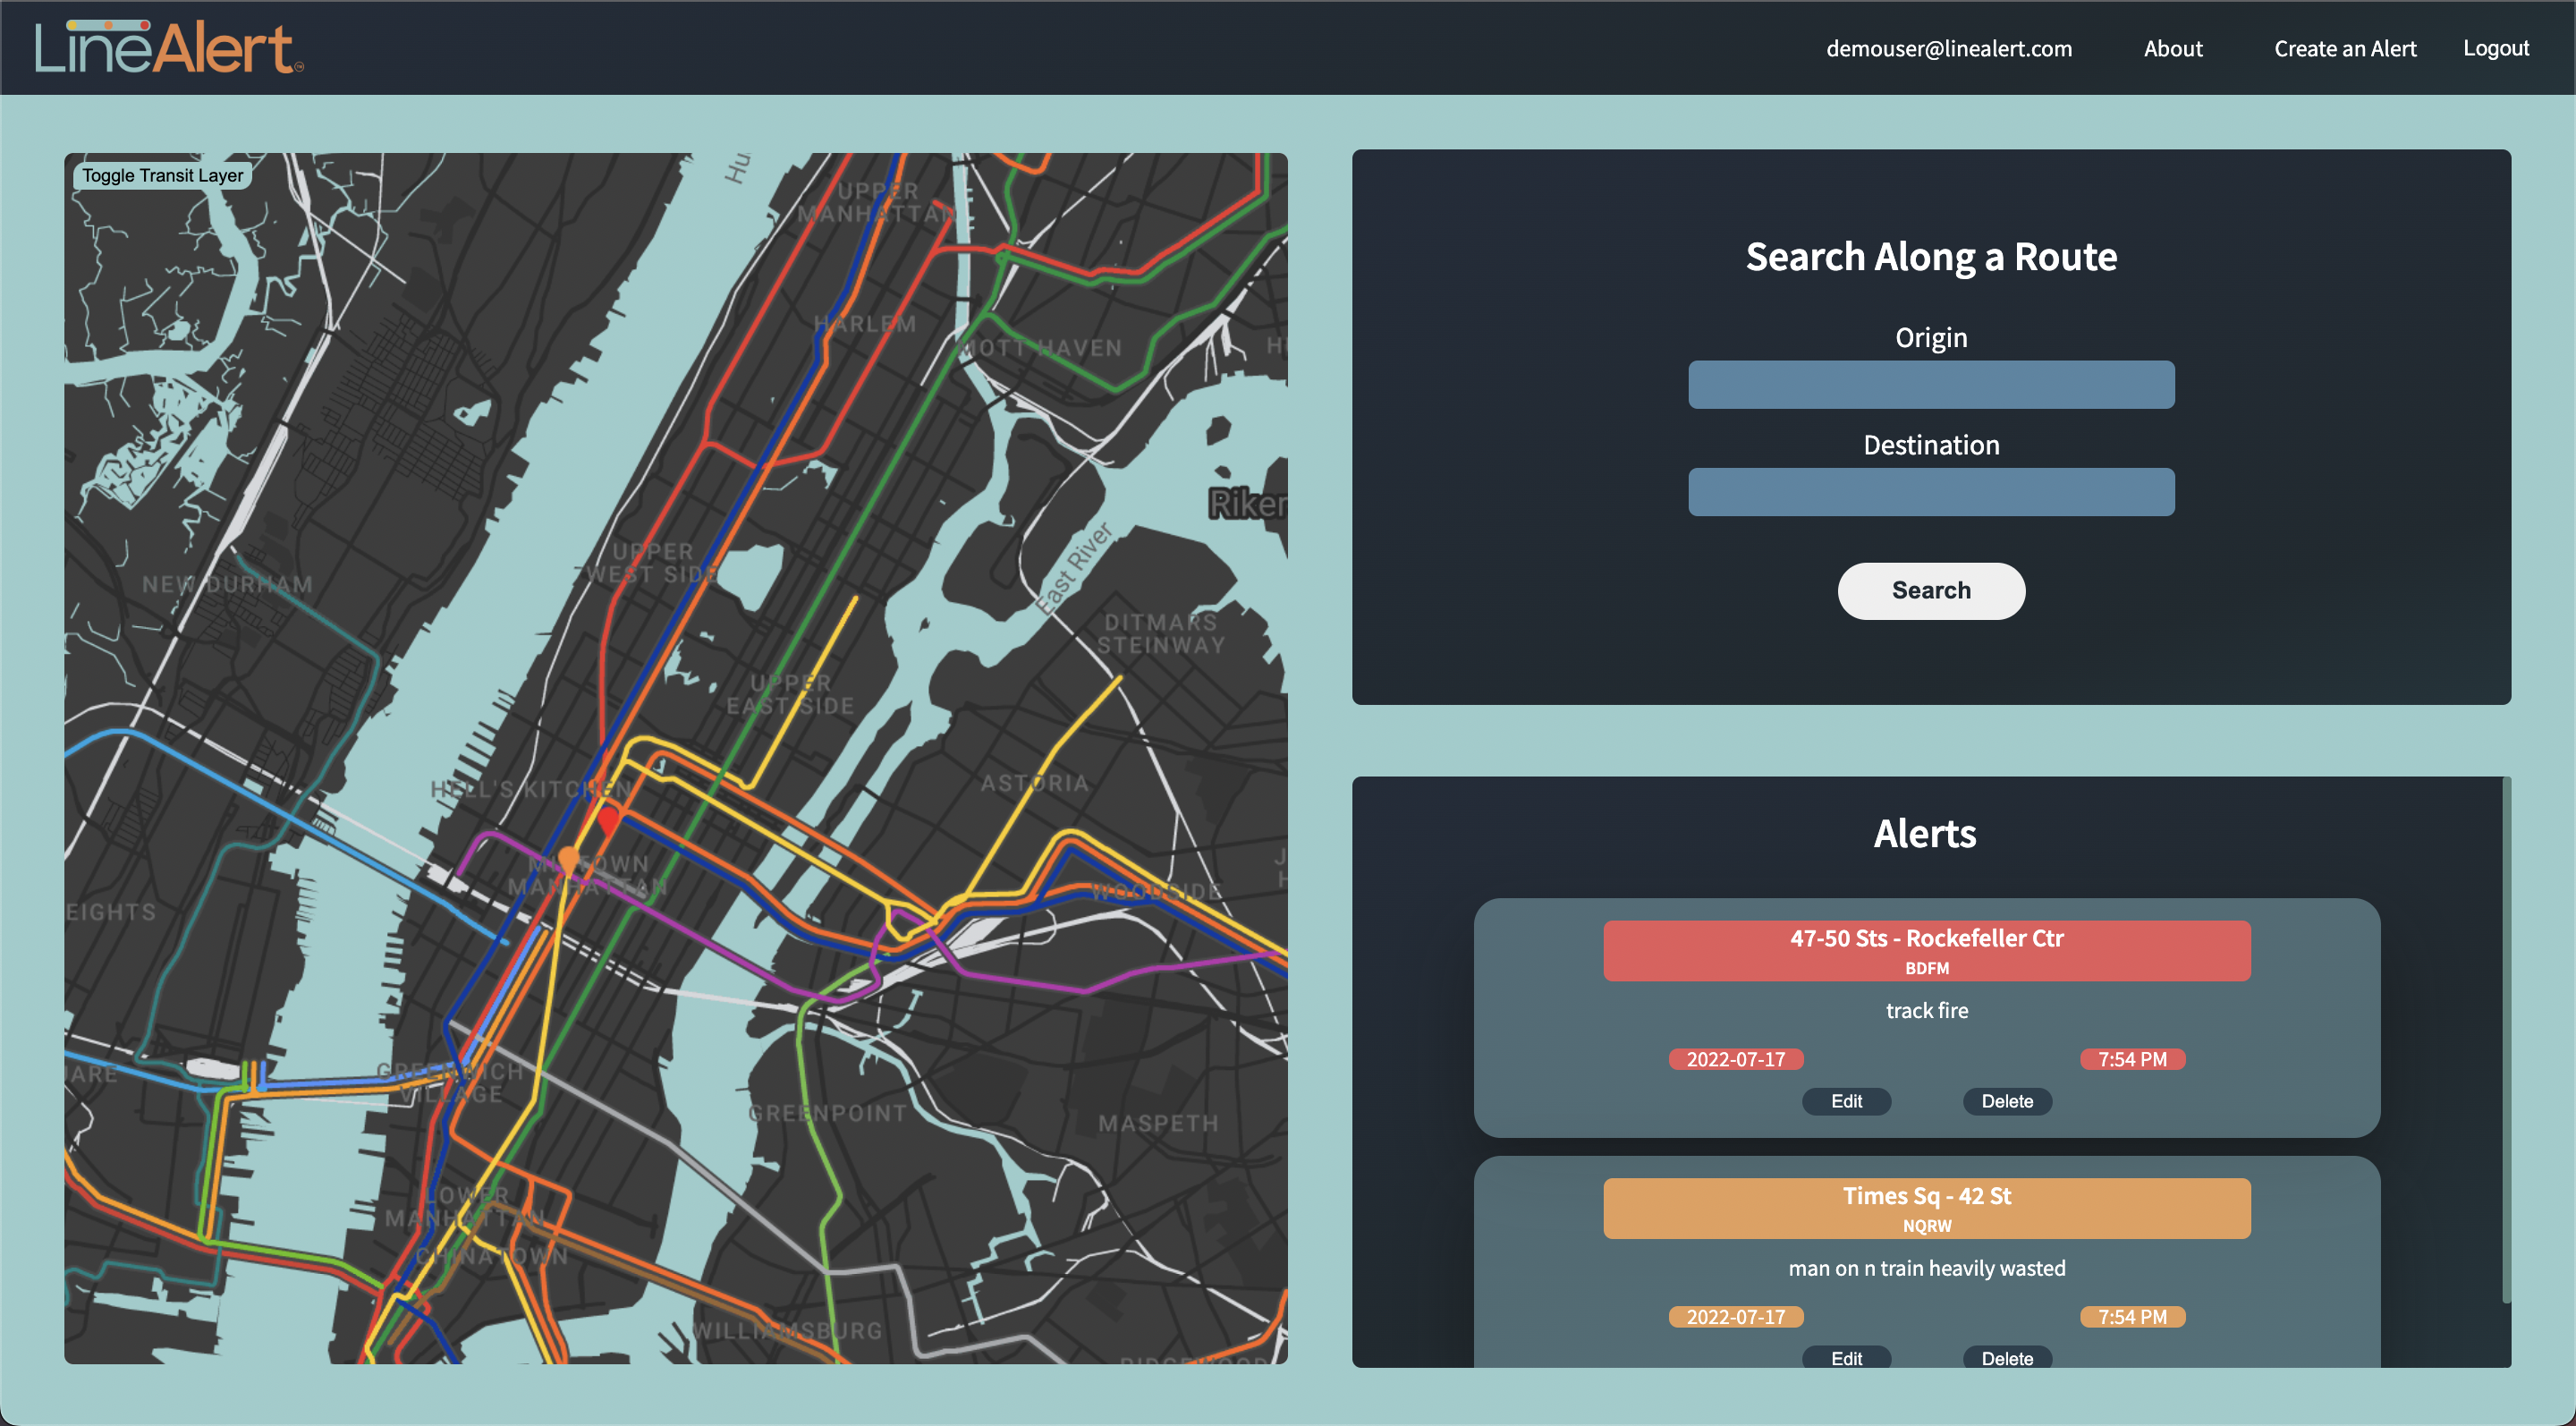 LineAlert
demouser@linealert.com
About
Create an Alert
Logout
Toggle Transit Layer
UPPER
MANHATTAN
HARLEM
MOTT HAVEN
Riker
UPPER
WEST SIDE
East River
NEW DURHAM
DITMARS
STEINWAY
UPPER
EAST SIDE
HELL'S KITCHEN
ASTORIA
MIDTOWN
MANHATTAN
WOODSIDE
EIGHTS
GREENWICH
VILLAGE
GREENPOINT
MASPETH
LOWER
MANHATTAN
CHINATOWN
WILLIAMSBURG
Search Along a Route
Origin
Destination
Search
Alerts
47-50 Sts - Rockefeller Ctr
BDFM
track fire
2022-07-17
7:54 PM
Edit
Delete
Times Sq - 42 St
NQRW
man on n train heavily wasted
2022-07-17
7:54 PM
Edit
Delete